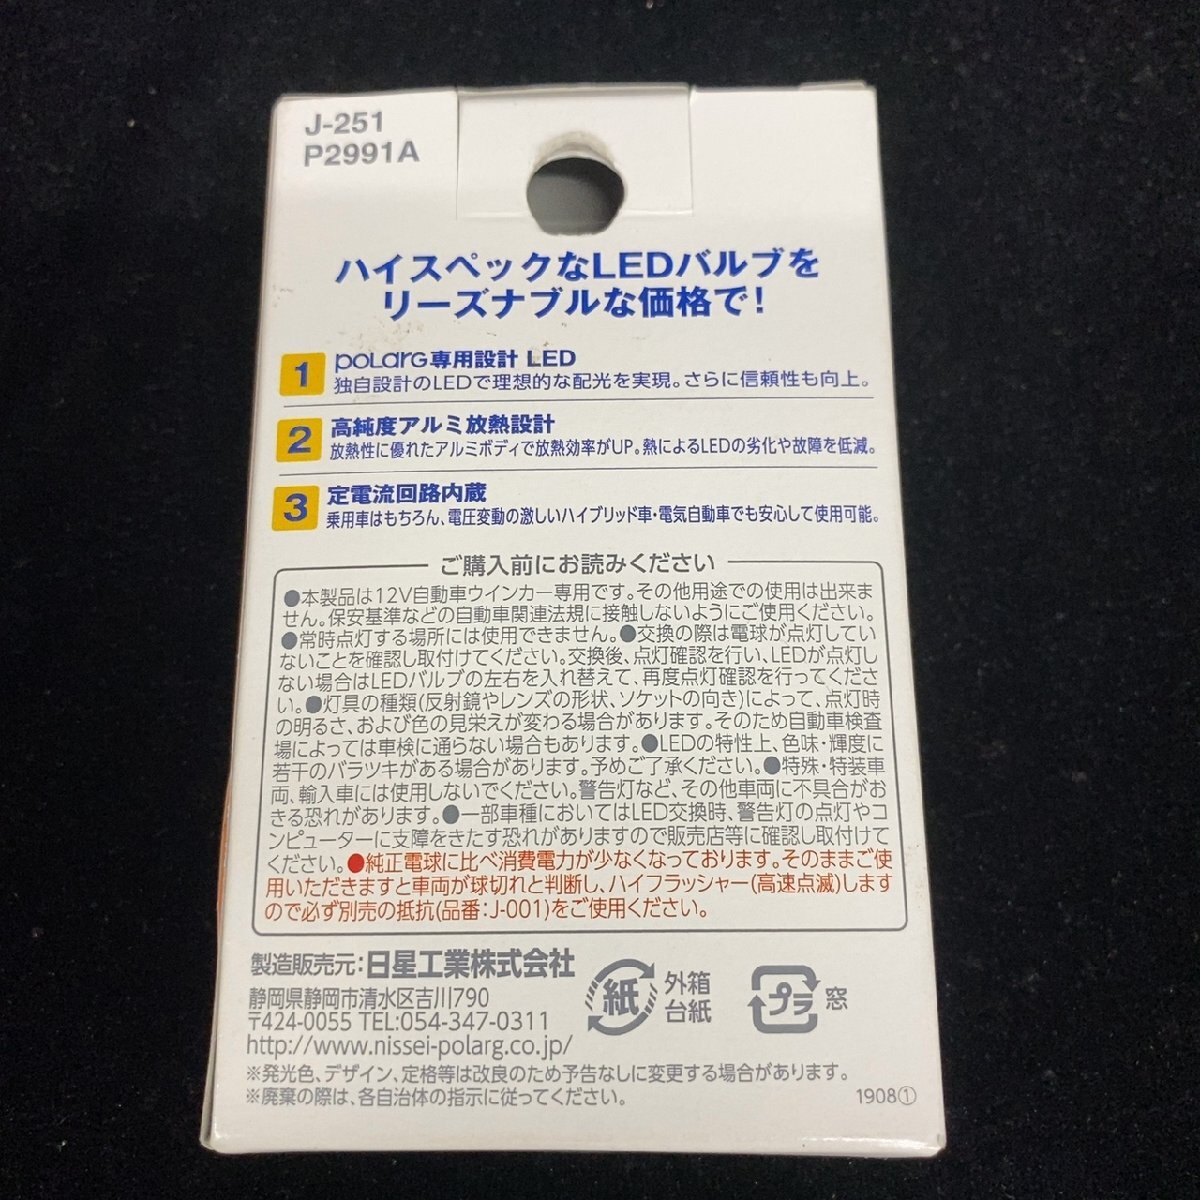 J-251
P2991A
ハイスペックなLEDバルブを
リーズナブルな価格で!
1 POLARG専用設計 LED
独自設計のLEDで理想的な配光を実現。さらに信頼性も向上。
2 高純度アルミ放熱設計
放熱性に優れたアルミボディで放熱効率がUP。熱によるLEDの劣化や故障を低減。
3 定電流回路内蔵
乗用車はもちろん、電圧変動の激しいハイブリッド車・電気自動車でも安心して使用可能。
ご購入前にお読みください
●本製品は12V自動車ウインカー専用です。その他用途での使用は出来ま
せん。保安基準などの自動車関連法規に接触しないようにご使用ください。
●常時点灯する場所には使用できません。●交換の際は電球が点灯してい
ないことを確認し取付けてください。交換後、点灯確認を行い、LEDが点灯し
ない場合はLEDバルブの左右を入れ替えて、再度点灯確認を行ってくださ
い。●灯具の種類(反射鏡やレンズの形状、ソケットの向き)によって、点灯時
の明るさ、および色の見栄えが変わる場合があります。そのため自動車検査
場によっては車検に通らない場合もあります。●LEDの特性上、色味・輝度に
若干のバラツキがある場合があります。予めご了承ください。●特殊・特装車
両、輸入車には使用しないでください。警告灯など、その他車両に不具合がお
きる恐れがあります。●一部車種においてはLED交換時、警告灯の点灯やコ
ンピューターに支障をきたす恐れがありますので販売店等に確認し取付けて
ください。●純正電球に比べ消費電力が少なくなっております。そのままご使
用いただきますと車両が球切れと判断し、ハイフラッシャー(高速点滅)します
ので必ず別売の抵抗(品番:J-001)をご使用ください。
製造販売元:日星工業株式会社
静岡県静岡市清水区吉川790
〒424-0055 TEL:054-347-0311
http://www.nissei-polarg.co.jp/
紙 外箱
台紙
プラ 窓
※発光色、デザイン、定格等は改良のため予告なしに変更する場合があります。
※廃棄の際は、各自治体の指示に従ってください。
1908①